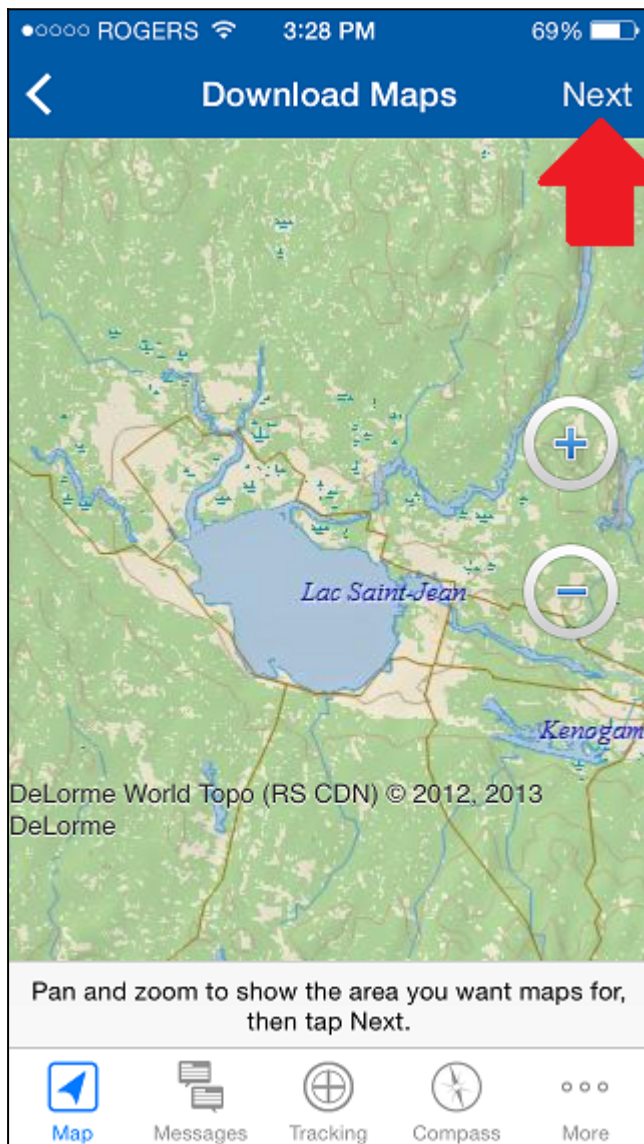 ROGERS 3:28 PM 69%
Download Maps Next
Lac Saint-Jean
Kenogam
DeLorme World Topo (RS CDN) © 2012, 2013
DeLorme
Pan and zoom to show the area you want maps for,
then tap Next.
Map Messages Tracking Compass More